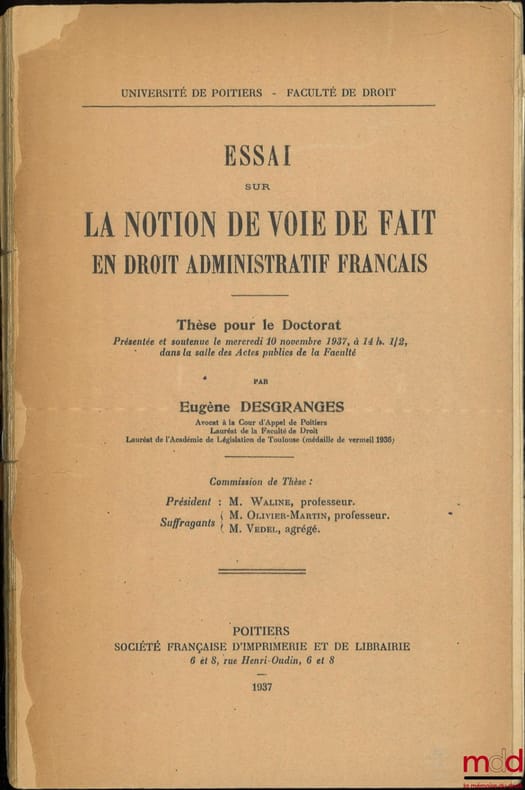 UNIVERSITÉ DE POITIERS - FACULTÉ DE DROIT
ESSAI
SUR
LA NOTION DE VOIE DE FAIT
EN DROIT ADMINISTRATIF FRANCAIS
Thèse pour le Doctorat
Présentée et soutenue le mercredi 10 novembre 1937, à 14 h. 1/2,
dans la salle des Actes publics de la Faculté
PAR
Eugène DESGRANGES
Avocat à la Cour d'Appel de Poitiers
Lauréat de la Faculté de Droit
Lauréat de l'Académie de Législation de Toulouse (médaille de vermeil 1936)
Commission de Thèse :
Président : M. WALINE, professeur.
Suffragants { M. OLIVIER-MARTIN, professeur.
M. VEDEL, agrégé.
POITIERS
SOCIÉTÉ FRANÇAISE D'IMPRIMERIE ET DE LIBRAIRIE
6 et 8, rue Henri-Oudin, 6 et 8
1937
mdd
la mémoire du droit